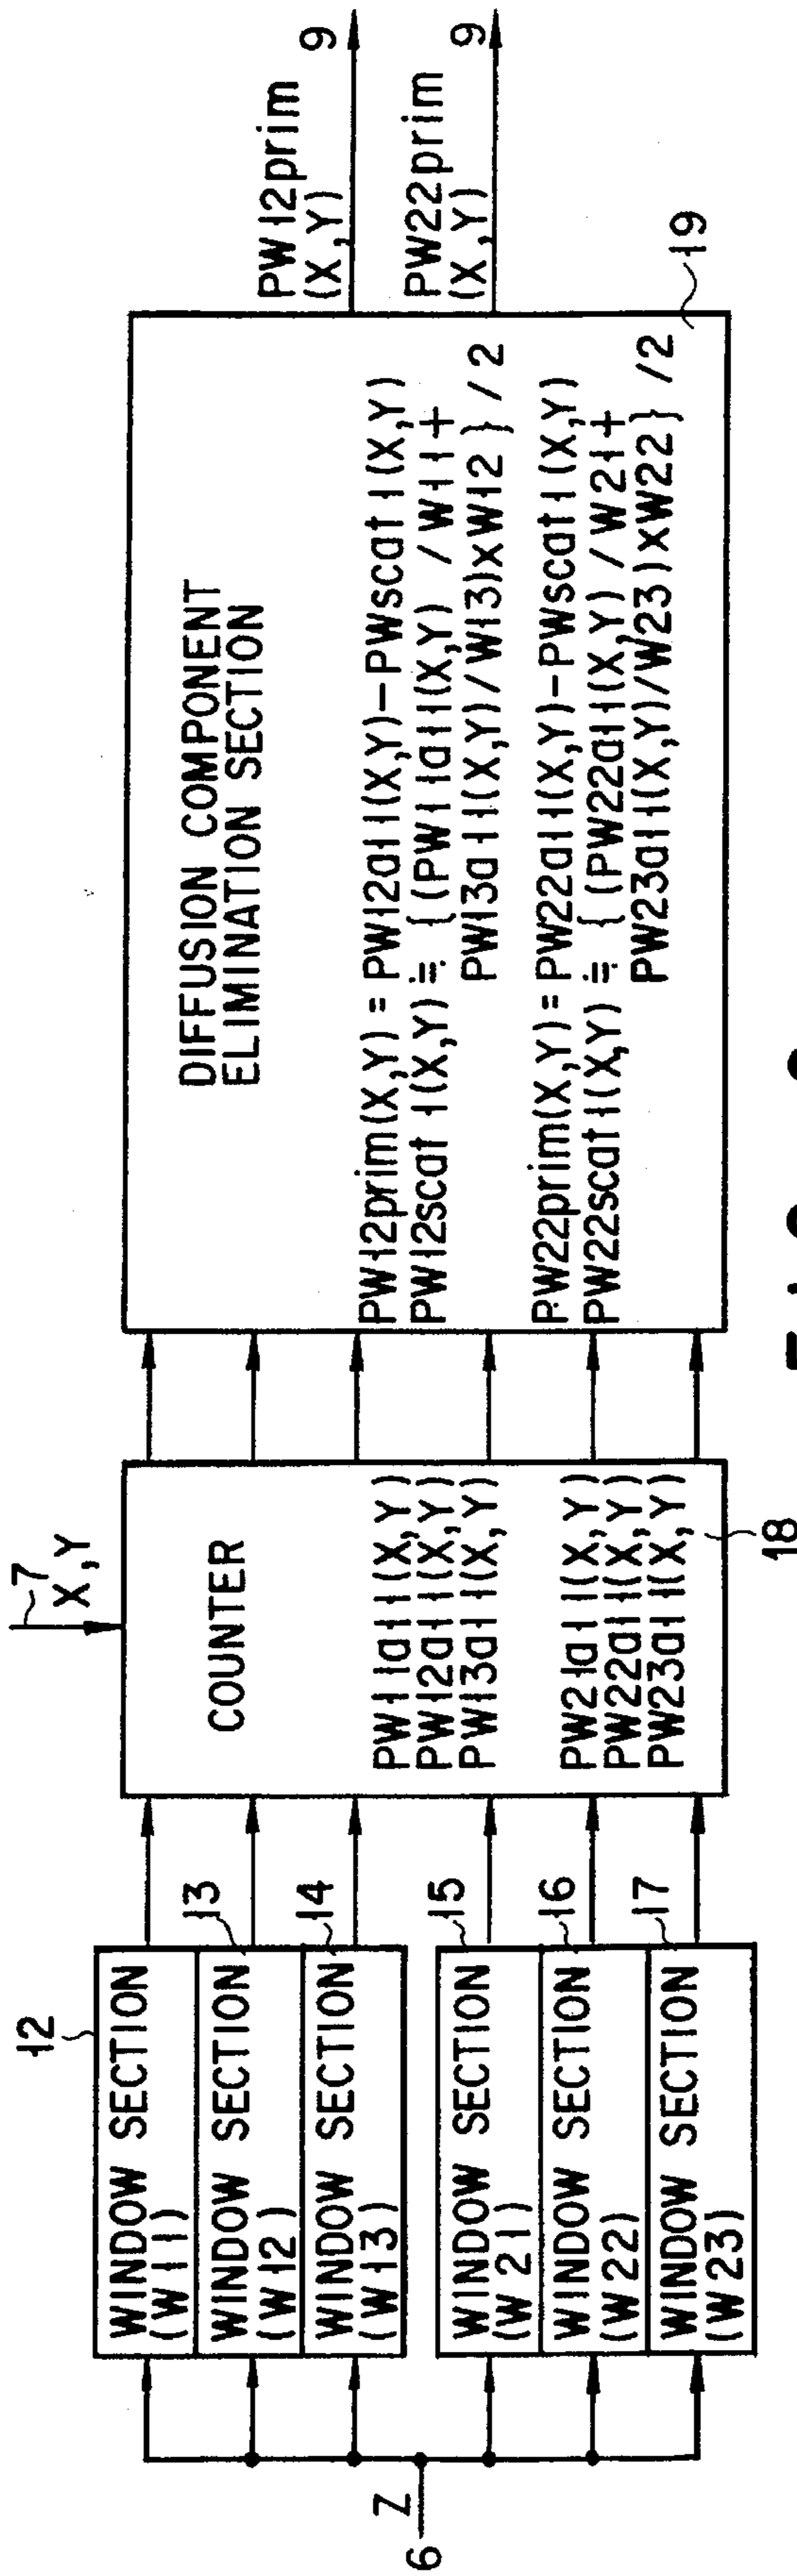 6
Z
WINDOW SECTION
(W11)
12
WINDOW SECTION
(W12)
13
WINDOW SECTION
(W13)
14
WINDOW SECTION
(W21)
15
WINDOW SECTION
(W22)
16
WINDOW SECTION
(W23)
17
7
X,Y
COUNTER
PW11all(X,Y)
PW12all(X,Y)
PW13all(X,Y)
PW21all(X,Y)
PW22all(X,Y)
PW23all(X,Y)
18
DIFFUSION COMPONENT
ELIMINATION SECTION
PW12prim(X,Y)=PW12all(X,Y)-PWscat1(X,Y)
PW12scat1(X,Y)≒{(PW11all(X,Y)/W11+
PW13all(X,Y)/W13)xW12}/2
PW22prim(X,Y)=PW22all(X,Y)-PWscat1(X,Y)
PW22scat1(X,Y)≒{(PW22all(X,Y)/W21+
PW23all(X,Y)/W23)xW22}/2
19
PW12prim
(X,Y)
9
PW22prim
(X,Y)
9